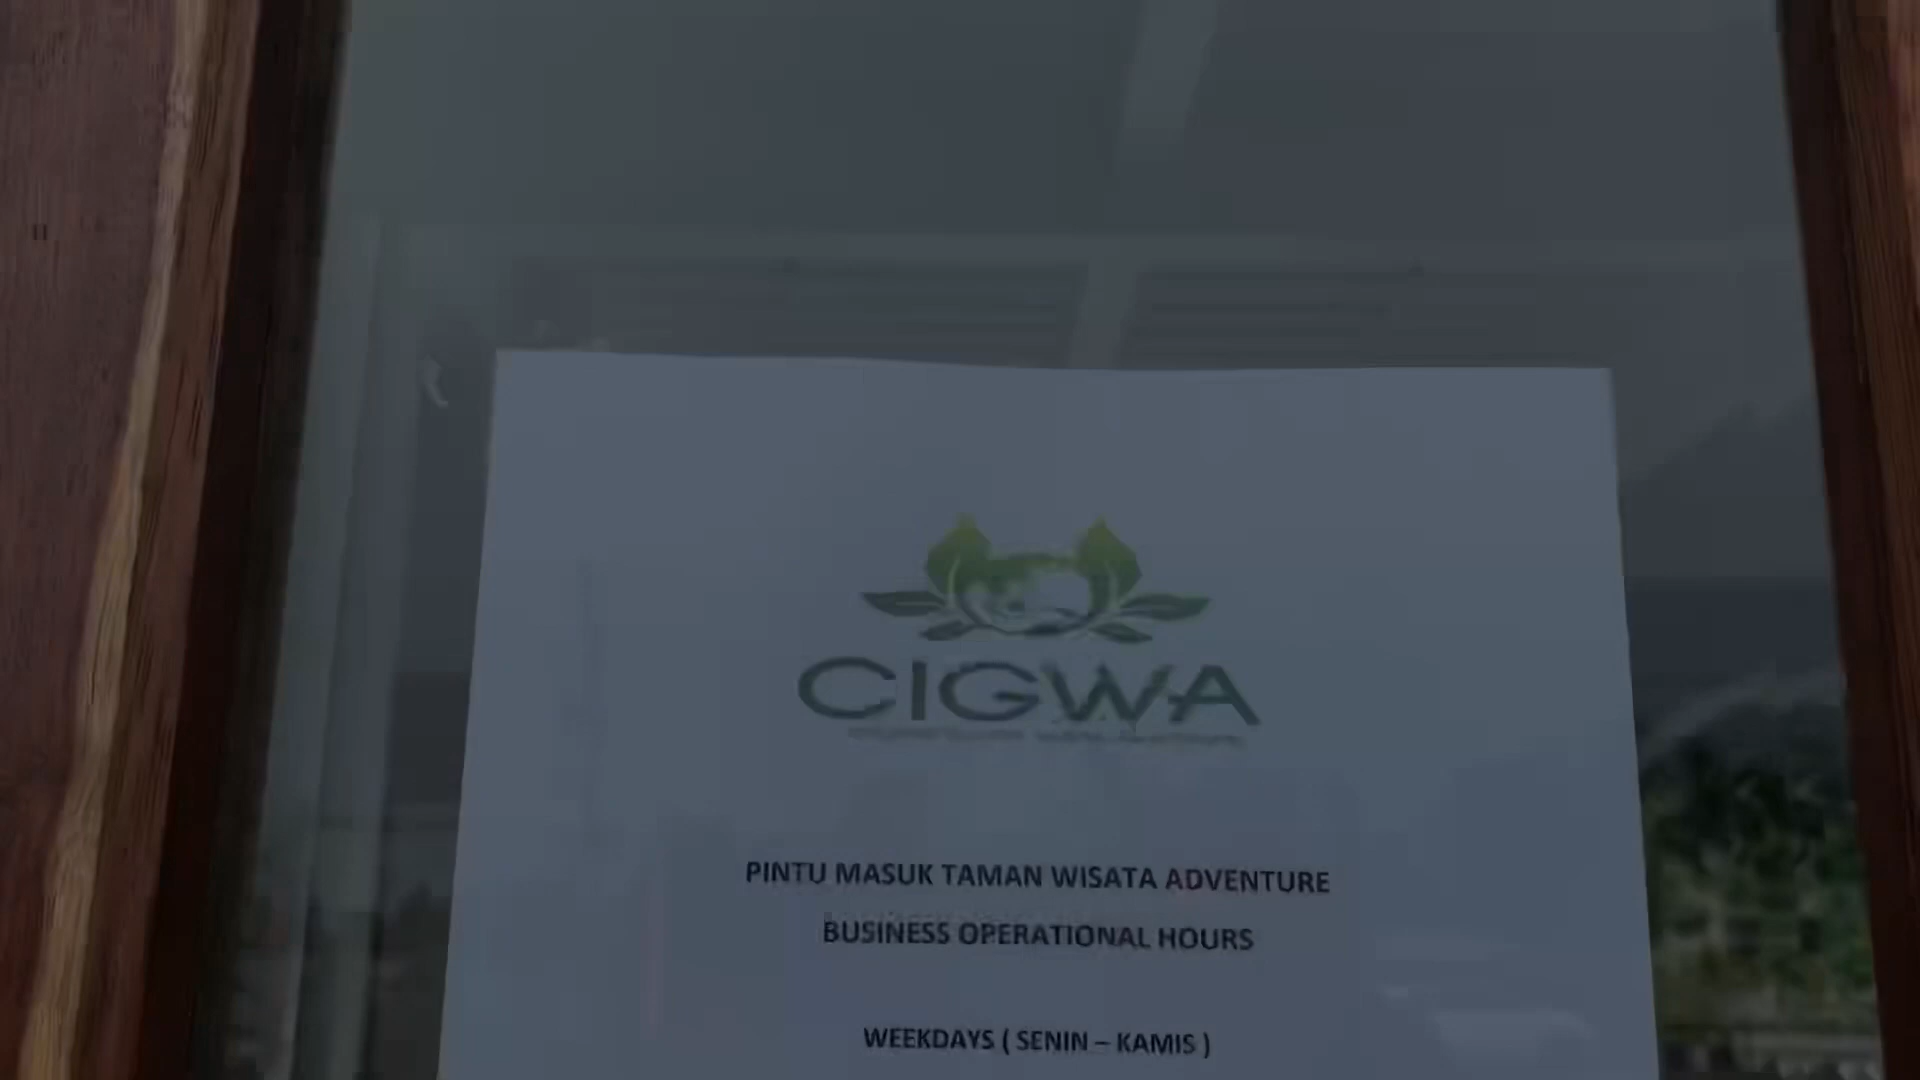 CIGWA
PINTU MASUK TAMAN WISATA ADVENTURE
BUSINESS OPERATIONAL HOURS
WEEKDAYS ( SENIN – KAMIS )